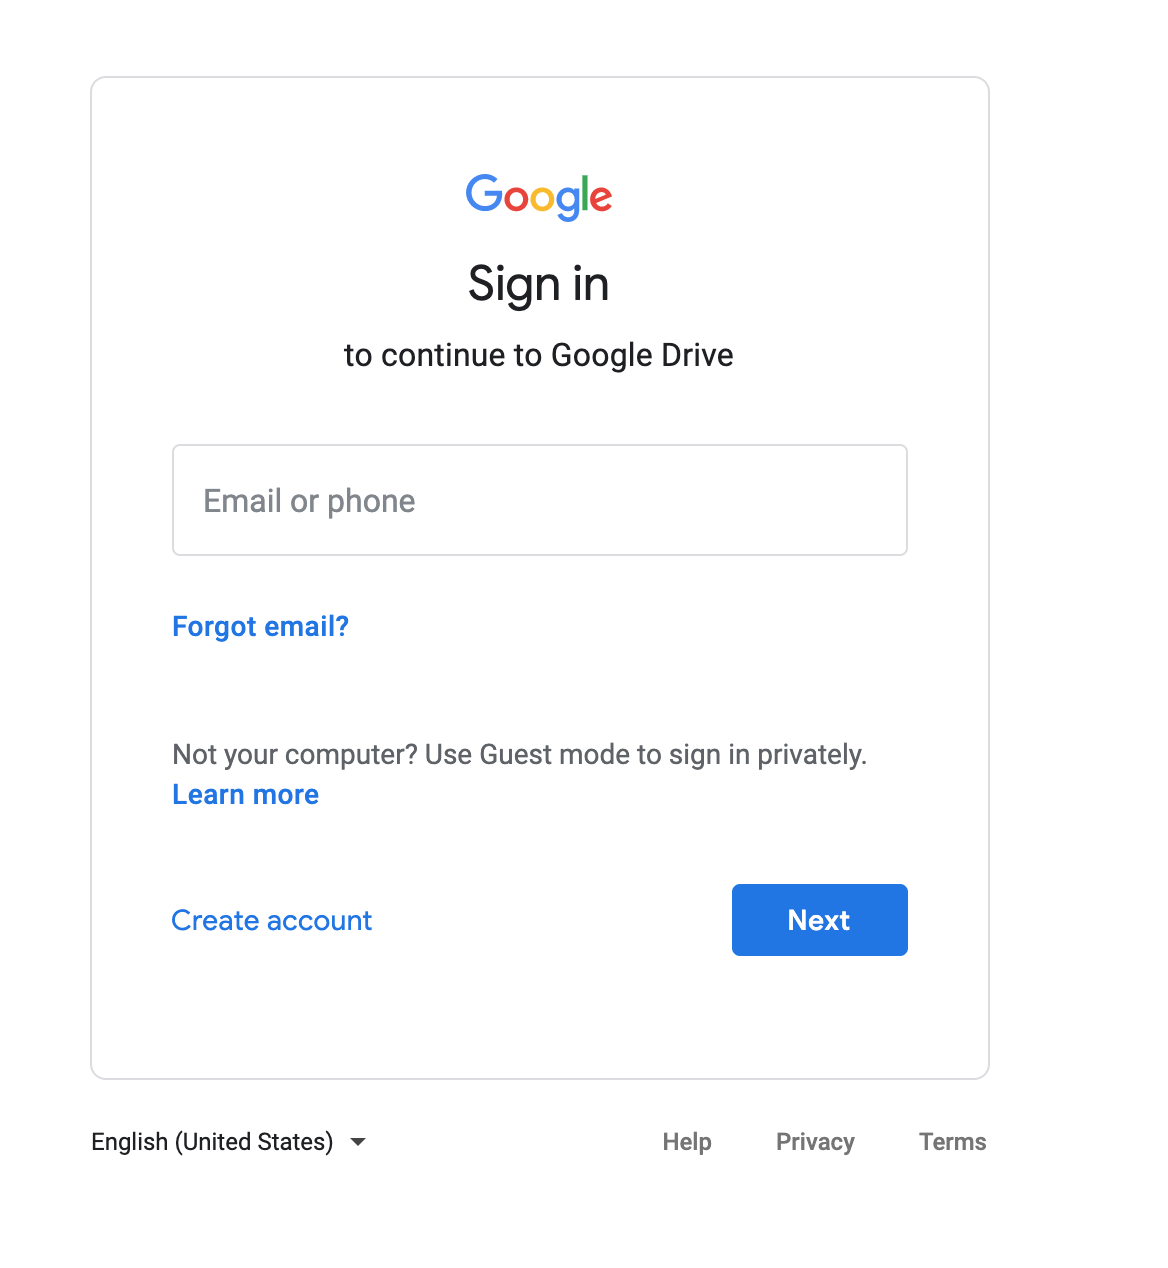 Google
Sign in
to continue to Google Drive
Email or phone
Forgot email?
Not your computer? Use Guest mode to sign in privately.
Learn more
Create account
Next
English (United States)
Help
Privacy
Terms